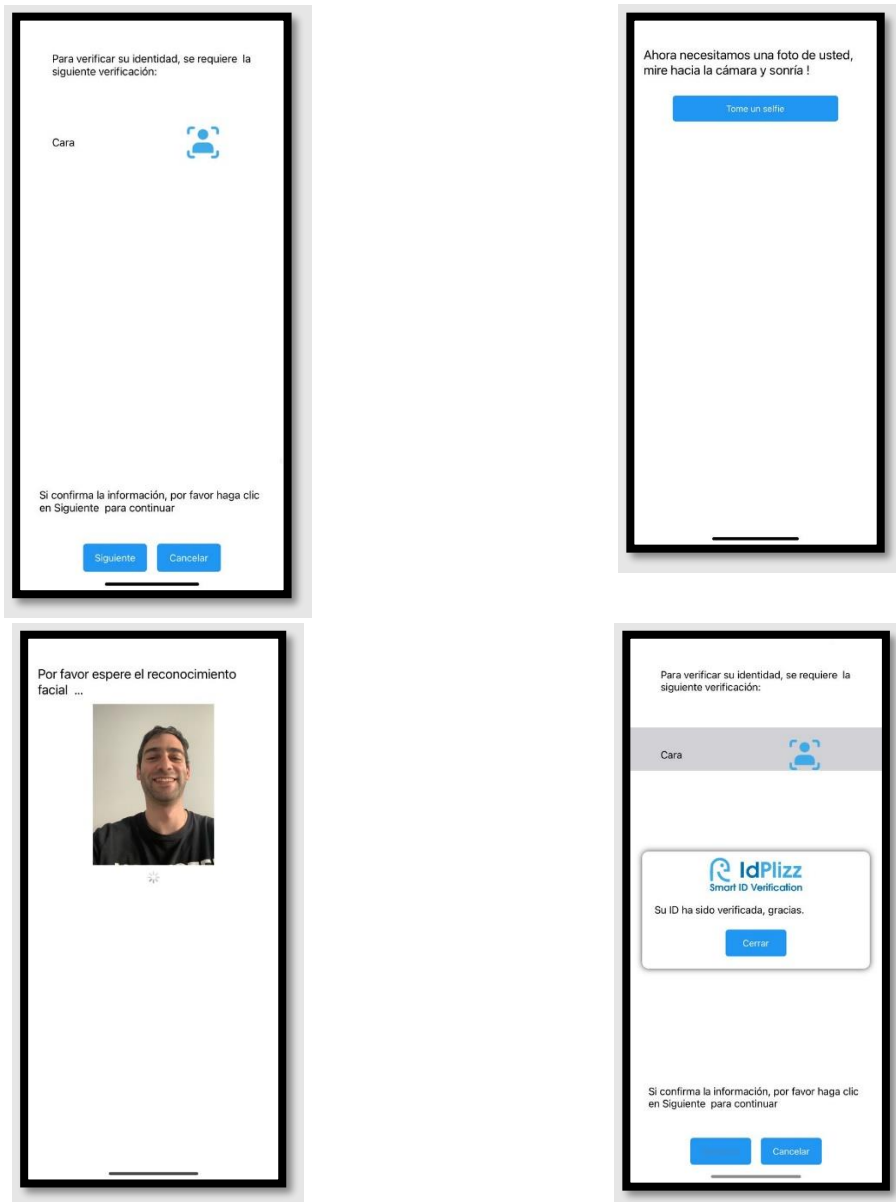 Para verificar su identidad, se requiere la
siguiente verificación:
Cara
Si confirma la información, por favor haga clic
en Siguiente para continuar
Siguiente
Cancelar
Ahora necesitamos una foto de usted,
mire hacia la cámara y sonría !
Tome un selfie
Por favor espere el reconocimiento
facial ...
Para verificar su identidad, se requiere la
siguiente verificación:
Cara
IdPlizz
Smart ID Verification
Su ID ha sido verificada, gracias.
Cerrar
Si confirma la información, por favor haga clic
en Siguiente para continuar
Cancelar